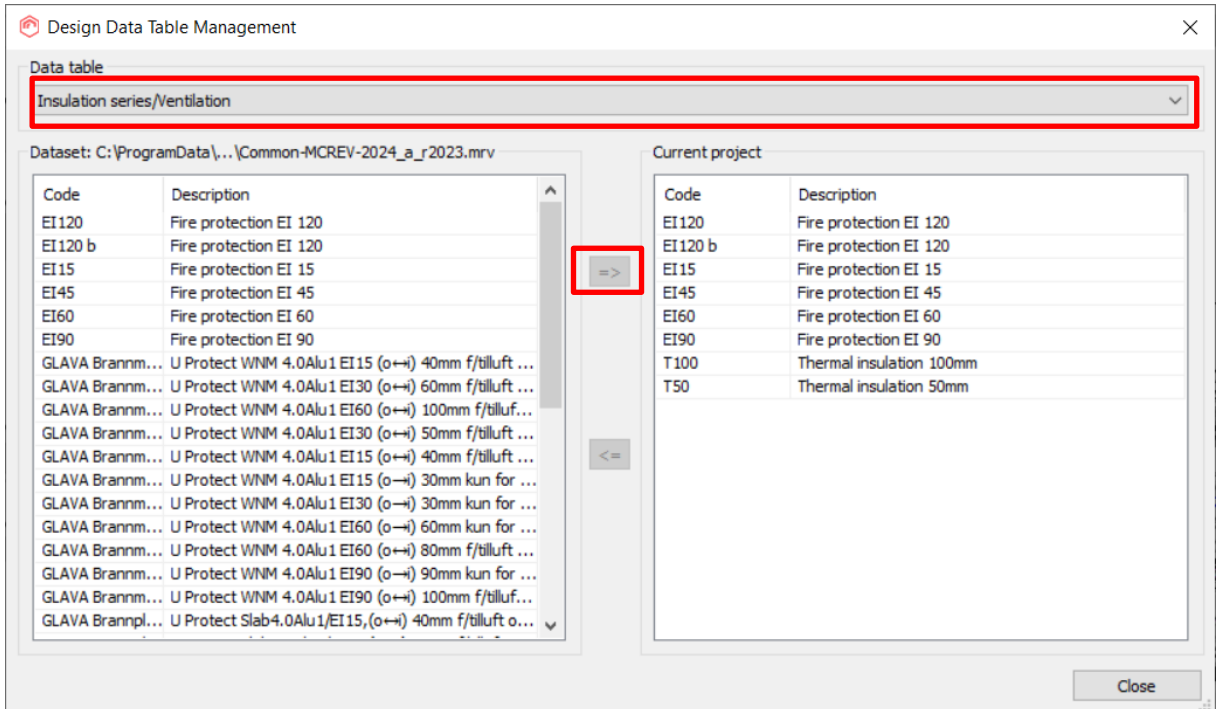 Design Data Table Management
Data table
Insulation series/Ventilation
Dataset: C:\ProgramData\...\Common-MCREV-2024_a_r2023.mrv
Code Description
EI120 Fire protection EI 120
EI120 b Fire protection EI 120
EI15 Fire protection EI 15
EI45 Fire protection EI 45
EI60 Fire protection EI 60
EI90 Fire protection EI 90
GLAVA Brannm... U Protect WNM 4.0Alu1 EI15 (o↔i) 40mm f/tilluft ...
GLAVA Brannm... U Protect WNM 4.0Alu1 EI30 (o↔i) 60mm f/tilluft ...
GLAVA Brannm... U Protect WNM 4.0Alu1 EI60 (o↔i) 100mm f/tilluf...
GLAVA Brannm... U Protect WNM 4.0Alu1 EI30 (o↔i) 50mm f/tilluft ...
GLAVA Brannm... U Protect WNM 4.0Alu1 EI15 (o↔i) 40mm f/tilluft ...
GLAVA Brannm... U Protect WNM 4.0Alu1 EI15 (o→i) 30mm kun for ...
GLAVA Brannm... U Protect WNM 4.0Alu1 EI30 (o→i) 30mm kun for ...
GLAVA Brannm... U Protect WNM 4.0Alu1 EI60 (o↔i) 60mm kun for ...
GLAVA Brannm... U Protect WNM 4.0Alu1 EI60 (o↔i) 80mm f/tilluft ...
GLAVA Brannm... U Protect WNM 4.0Alu1 EI90 (o→i) 90mm kun for ...
GLAVA Brannm... U Protect WNM 4.0Alu1 EI90 (o↔i) 100mm f/tilluf...
GLAVA Brannpl... U Protect Slab4.0Alu1/EI15,(o↔i) 40mm f/tilluft o...
=>
<=
Current project
Code Description
EI120 Fire protection EI 120
EI120 b Fire protection EI 120
EI15 Fire protection EI 15
EI45 Fire protection EI 45
EI60 Fire protection EI 60
EI90 Fire protection EI 90
T100 Thermal insulation 100mm
T50 Thermal insulation 50mm
Close